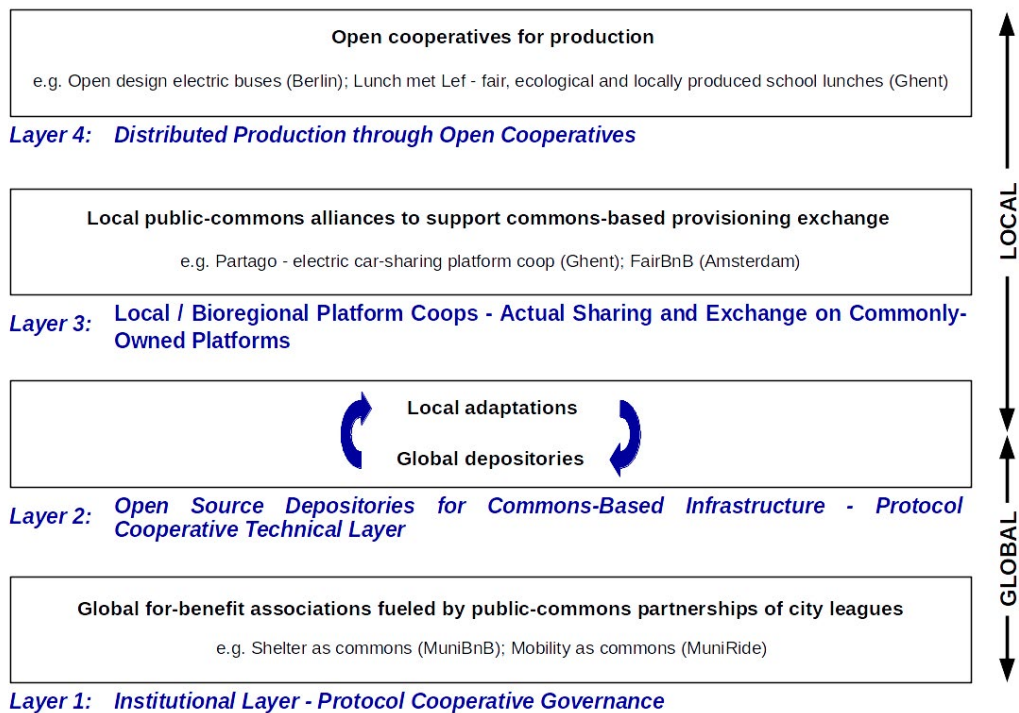 Open cooperatives for production
e.g. Open design electric buses (Berlin); Lunch met Lef - fair, ecological and locally produced school lunches (Ghent)
Layer 4: Distributed Production through Open Cooperatives
Local public-commons alliances to support commons-based provisioning exchange
e.g. Partago - electric car-sharing platform coop (Ghent); FairBnB (Amsterdam)
Layer 3: Local / Bioregional Platform Coops - Actual Sharing and Exchange on Commonly-
Owned Platforms
LOCAL
Local adaptations
Global depositories
Layer 2: Open Source Depositories for Commons-Based Infrastructure - Protocol
Cooperative Technical Layer
GLOBAL
Global for-benefit associations fueled by public-commons partnerships of city leagues
e.g. Shelter as commons (MuniBnB); Mobility as commons (MuniRide)
Layer 1: Institutional Layer - Protocol Cooperative Governance